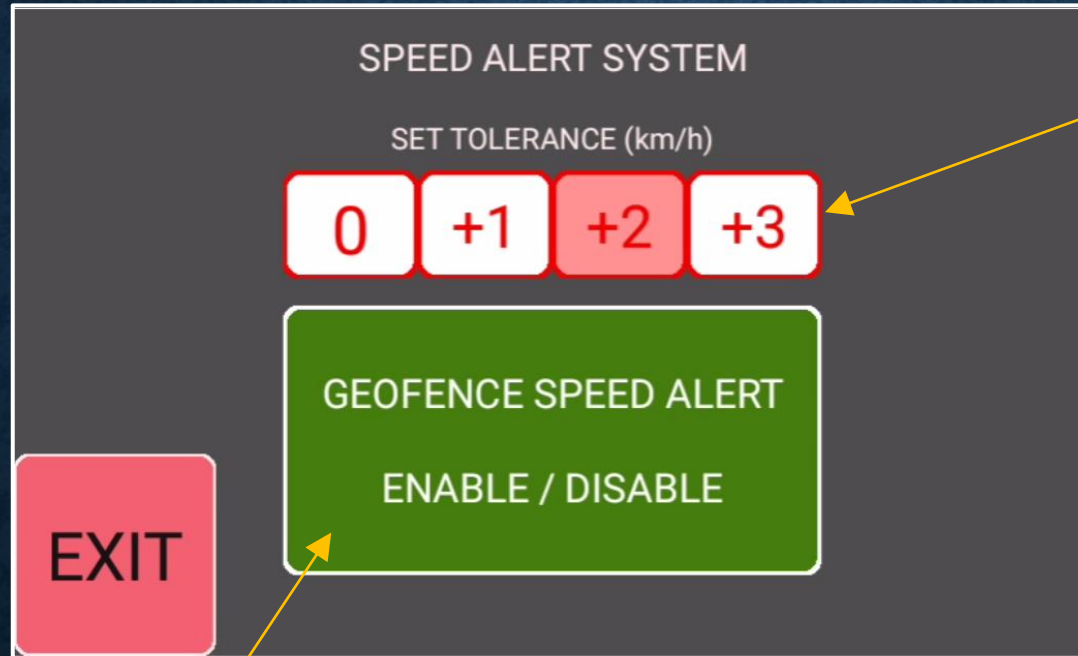 SPEED ALERT SYSTEM
SET TOLERANCE (km/h)
0 +1 +2 +3
GEOFENCE SPEED ALERT
ENABLE / DISABLE
EXIT